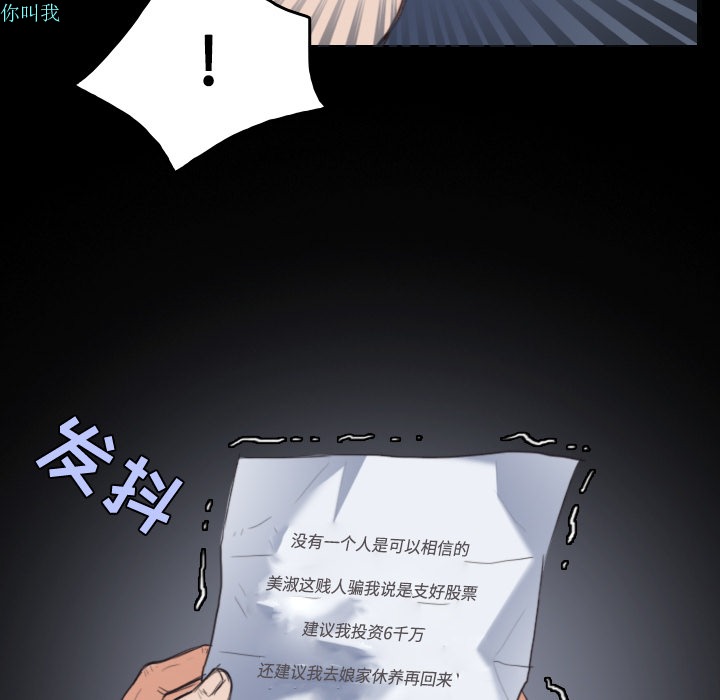 你叫我
!
发抖
没有一个人是可以相信的
美淑这贱人骗我说是支好股票
建议我投资6千万
还建议我去娘家休养再回来